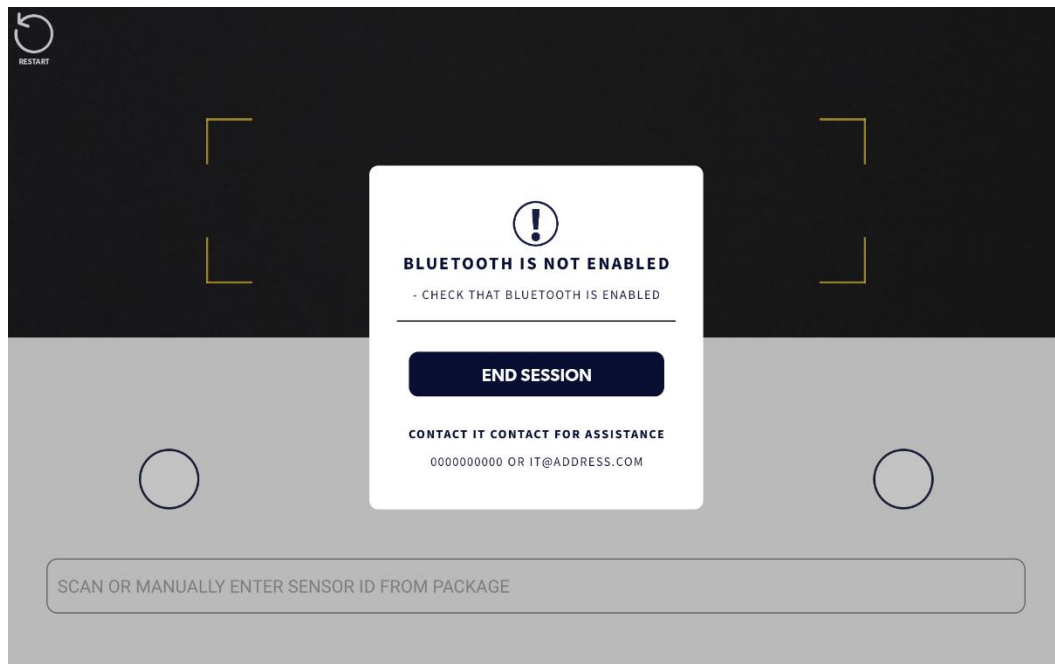 RESTART
BLUETOOTH IS NOT ENABLED
- CHECK THAT BLUETOOTH IS ENABLED
END SESSION
CONTACT IT CONTACT FOR ASSISTANCE
0000000000 OR IT@ADDRESS.COM
SCAN OR MANUALLY ENTER SENSOR ID FROM PACKAGE